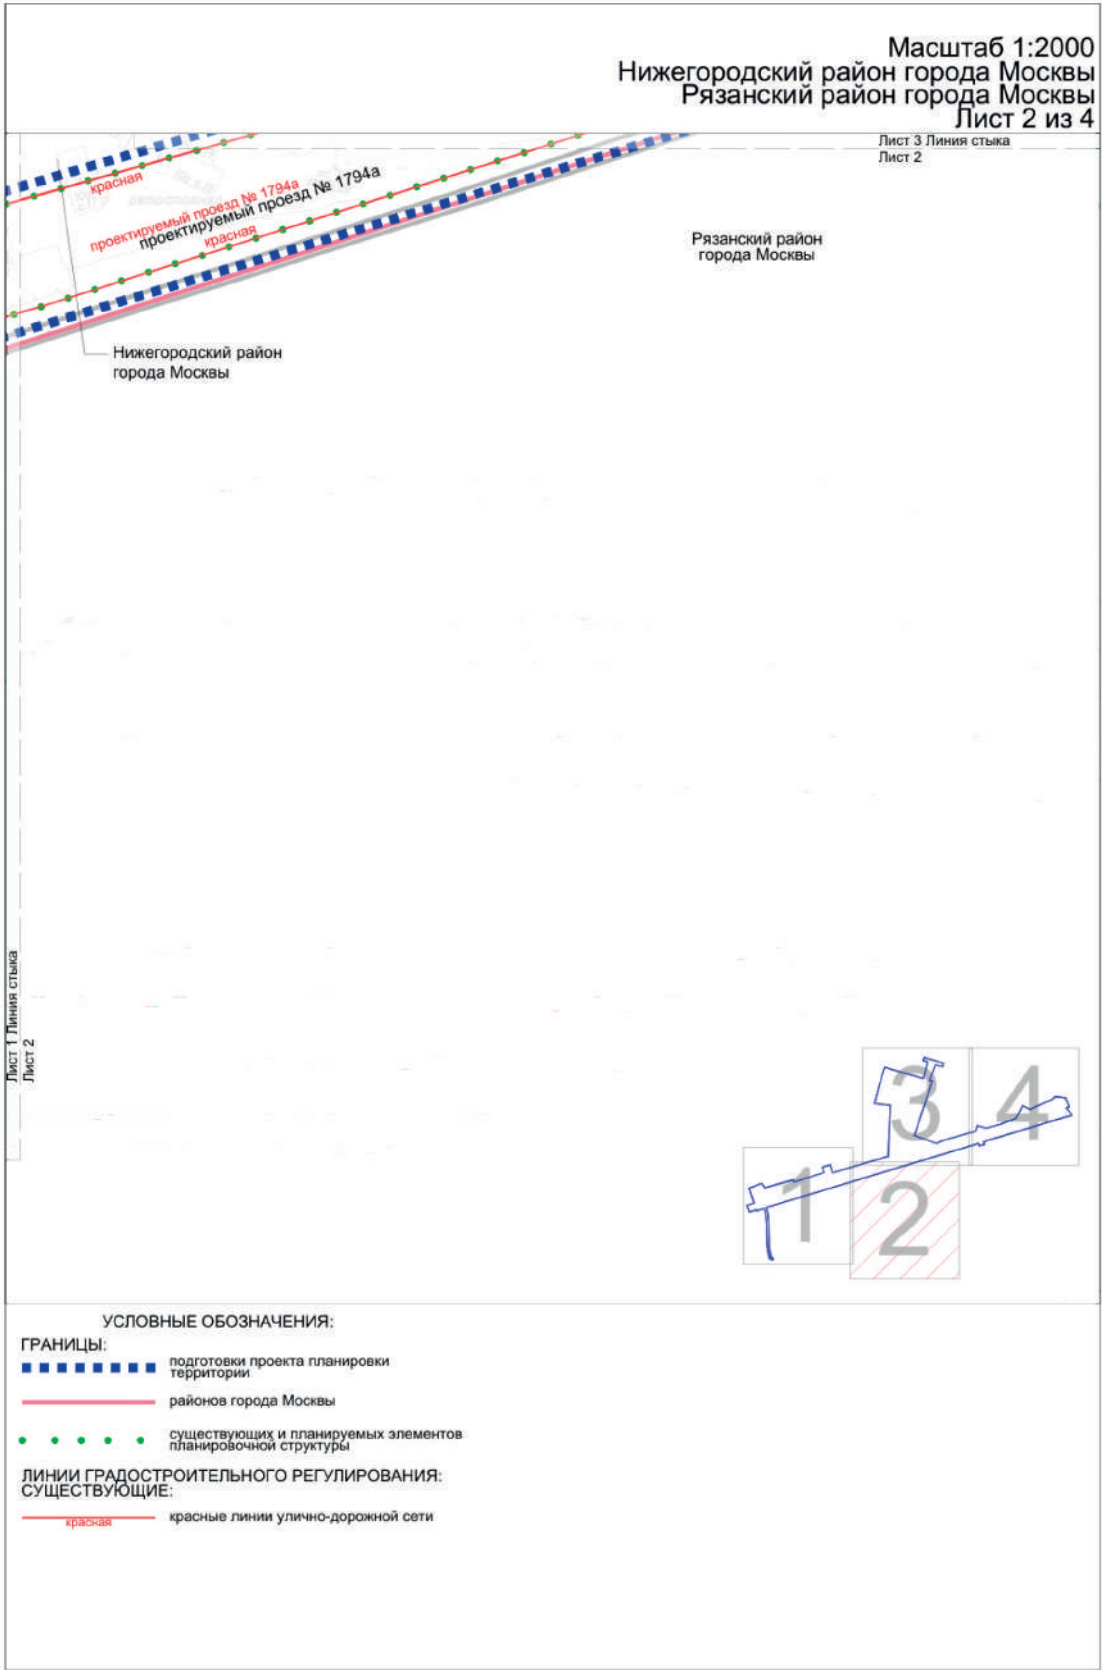 Масштаб 1:2000
Нижегородский район города Москвы
Рязанский район города Москвы
Лист 2 из 4
Лист 3 Линия стыка
Лист 2
красная
проектируемый проезд № 1794а
проектируемый проезд № 1794а
красная
Рязанский район
города Москвы
Нижегородский район
города Москвы
Лист 1 Линия стыка
Лист 2
3
4
1
2
УСЛОВНЫЕ ОБОЗНАЧЕНИЯ:
ГРАНИЦЫ:
подготовки проекта планировки
территории
районов города Москвы
существующих и планируемых элементов
планировочной структуры
ЛИНИИ ГРАДОСТРОИТЕЛЬНОГО РЕГУЛИРОВАНИЯ:
СУЩЕСТВУЮЩИЕ:
красная
красные линии улично-дорожной сети